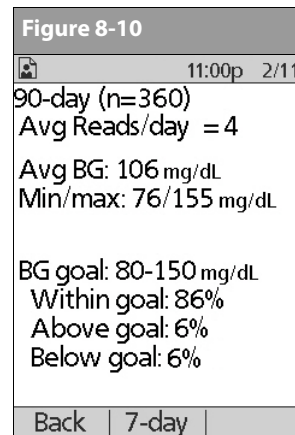 Figure 8-10
11:00p 2/11
90-day (n=360)
Avg Reads/day = 4
Avg BG: 106 mg/dL
Min/max: 76/155 mg/dL
BG goal: 80-150 mg/dL
Within goal: 86%
Above goal: 6%
Below goal: 6%
Back 7-day